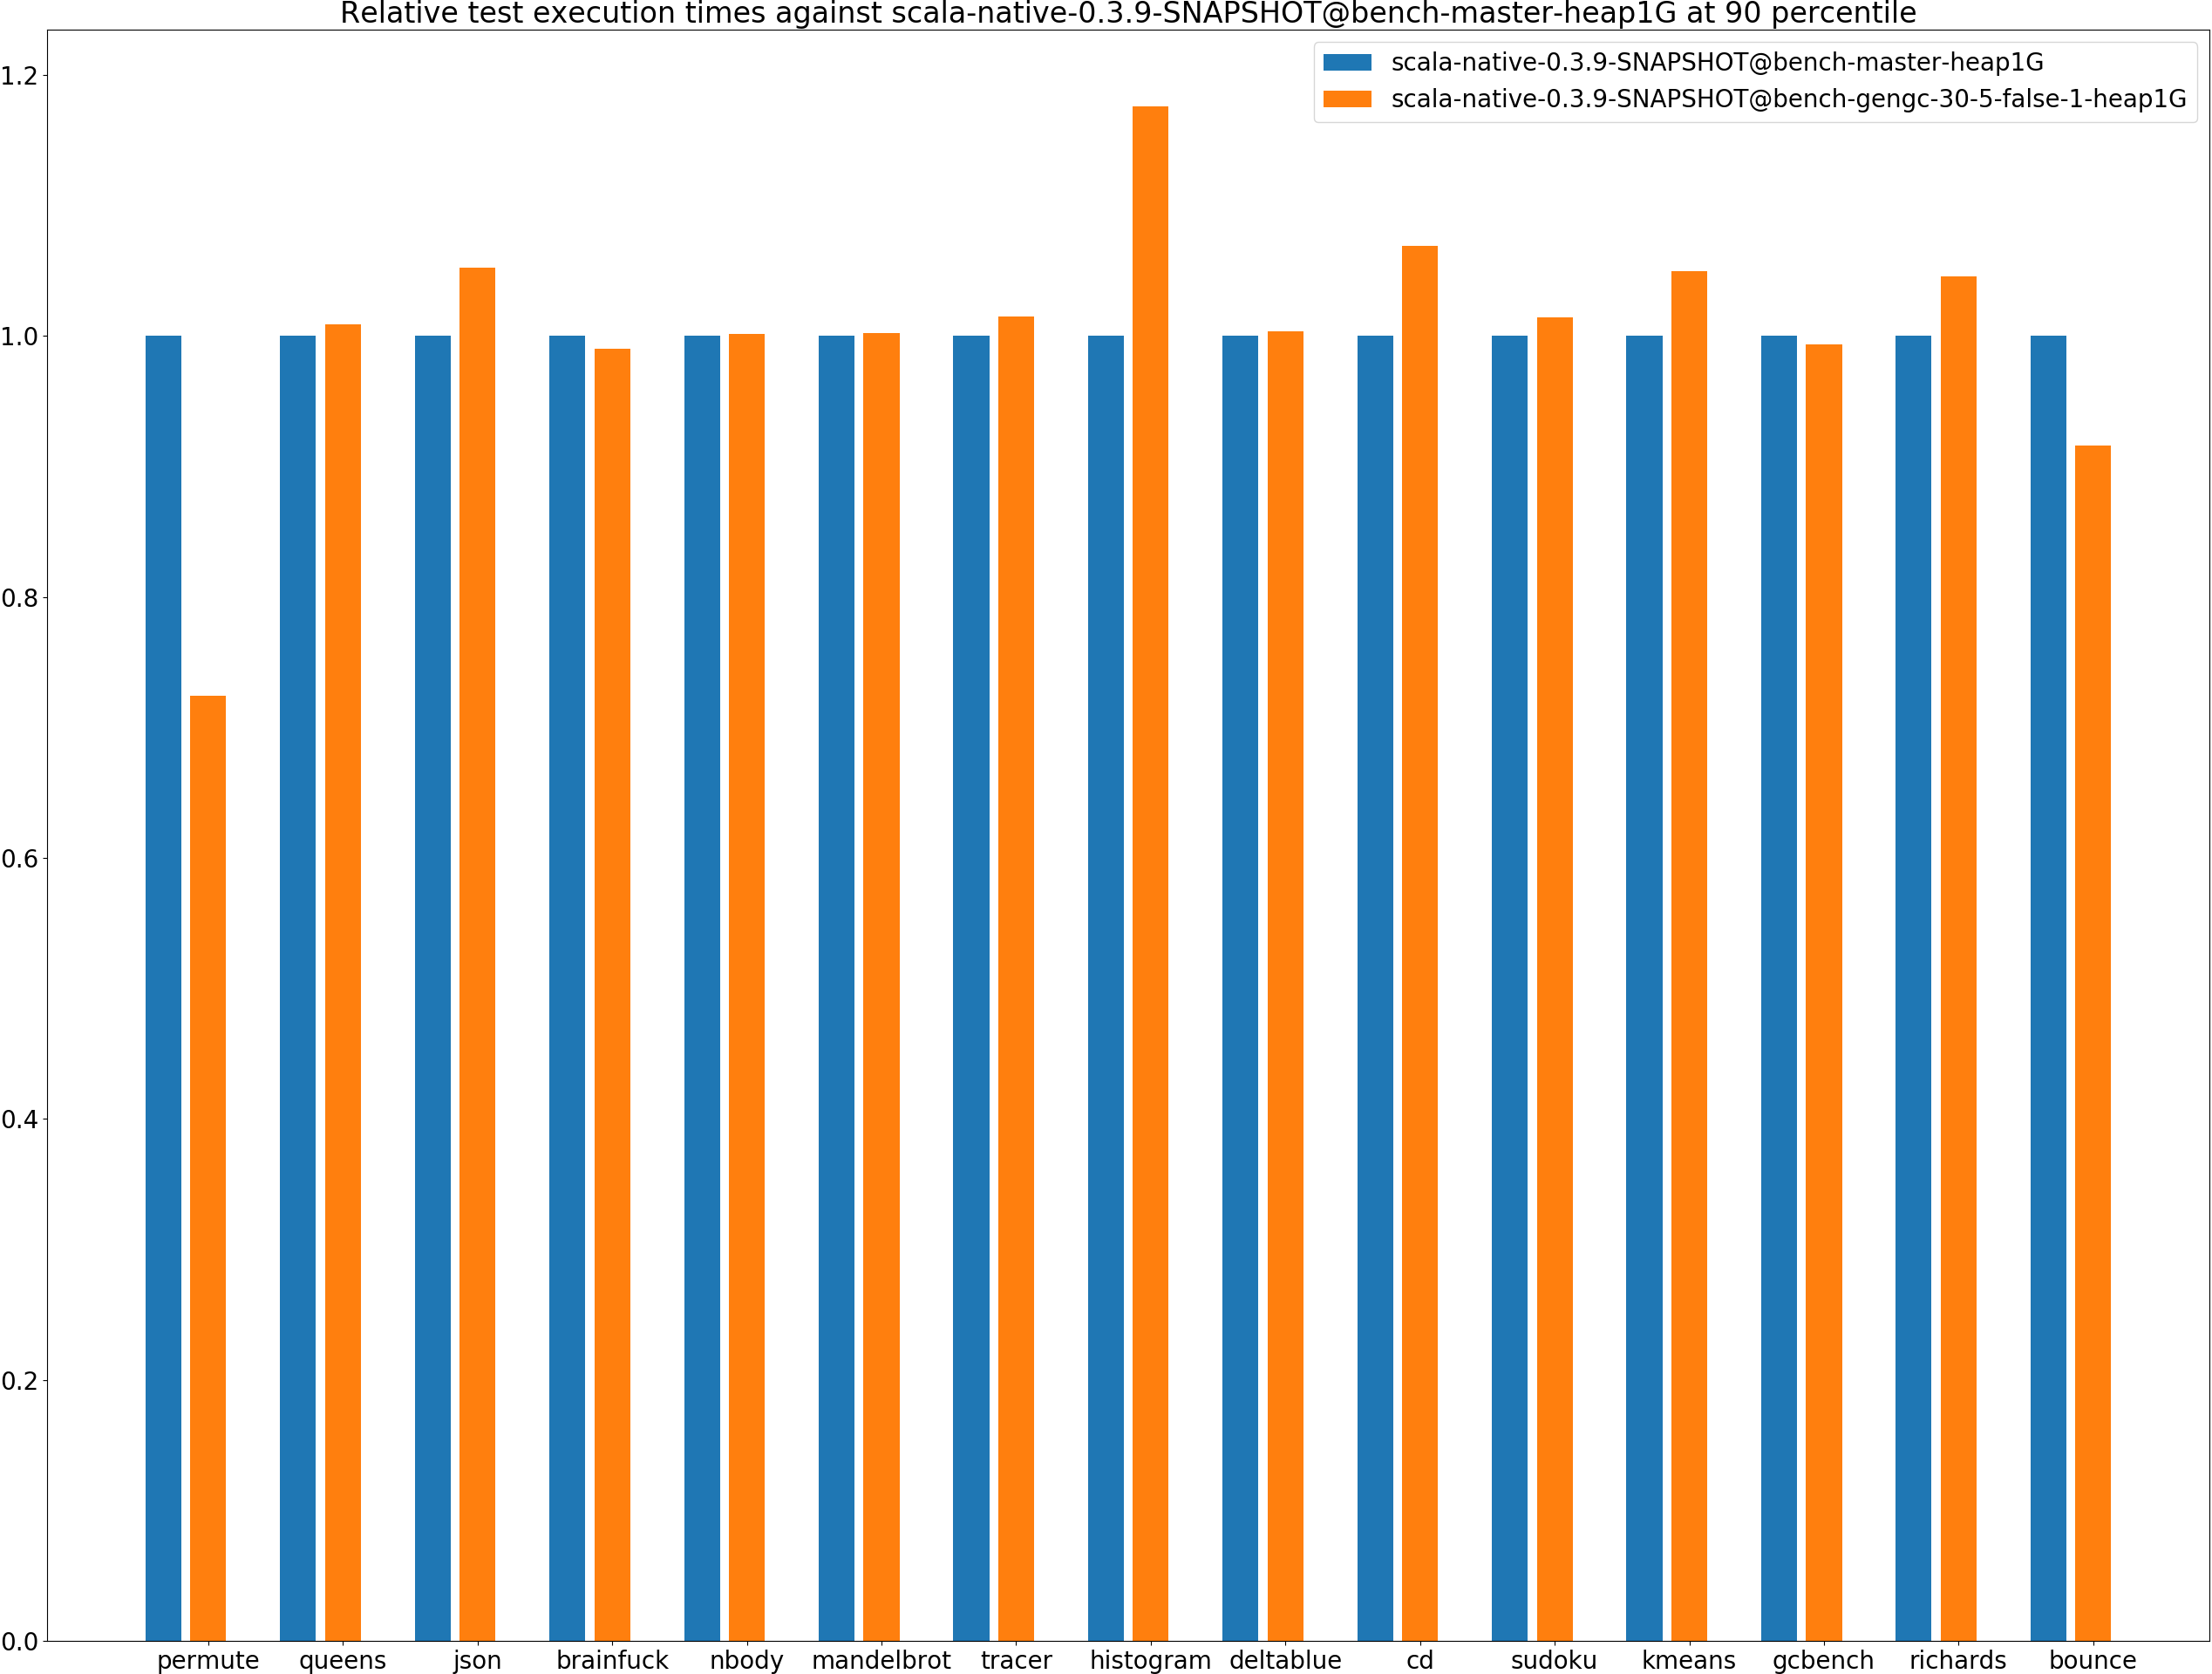 Relative test execution times against scala-native-0.3.9-SNAPSHOT@bench-master-heap1G at 90 percentile
scala-native-0.3.9-SNAPSHOT@bench-master-heap1G
scala-native-0.3.9-SNAPSHOT@bench-gengc-30-5-false-1-heap1G
1.2
1.0
0.8
0.6
0.4
0.2
0.0
permute queens json brainfuck nbody mandelbrot tracer histogram deltablue cd sudoku kmeans gcbench richards bounce